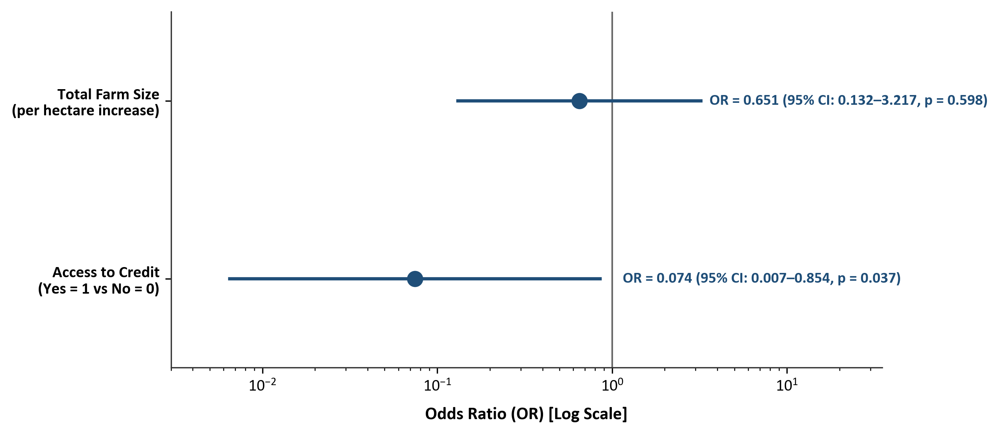 Total Farm Size
(per hectare increase)
OR = 0.651 (95% CI: 0.132–3.217, p = 0.598)
Access to Credit
(Yes = 1 vs No = 0)
OR = 0.074 (95% CI: 0.007–0.854, p = 0.037)
10⁻² 10⁻¹ 10⁰ 10¹
Odds Ratio (OR) [Log Scale]